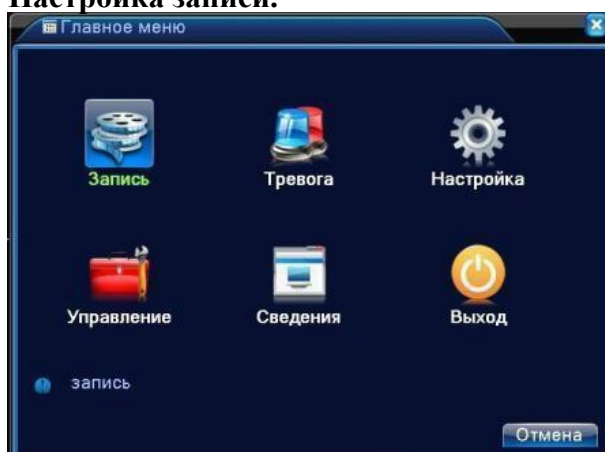 Настройка записи.
Главное меню
Запись Тревога Настройка
Управление Сведения Выход
запись
Отмена